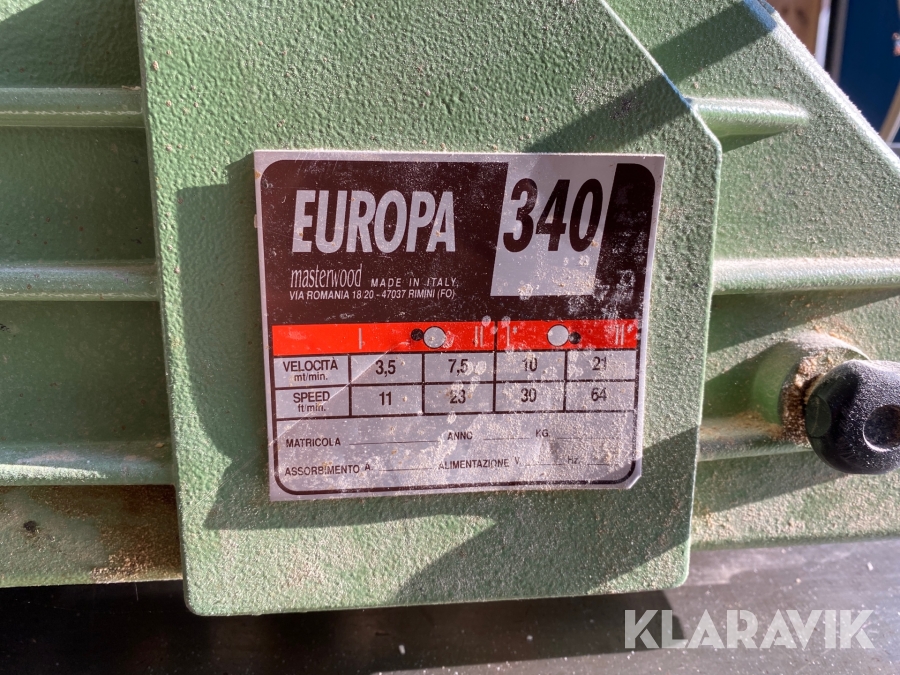 EUROPA 340
masterwood MADE IN ITALY,
VIA ROMANIA 18-20 - 47037 RIMINI (FO)
I II I II
VELOCITÀ mt/min. 3,5 7,5 10 21
SPEED ft/min. 11 23 30 64
MATRICOLA ANNO KG
ASSORBIMENTO A. ALIMENTAZIONE V. Hz.
KLARAVIK